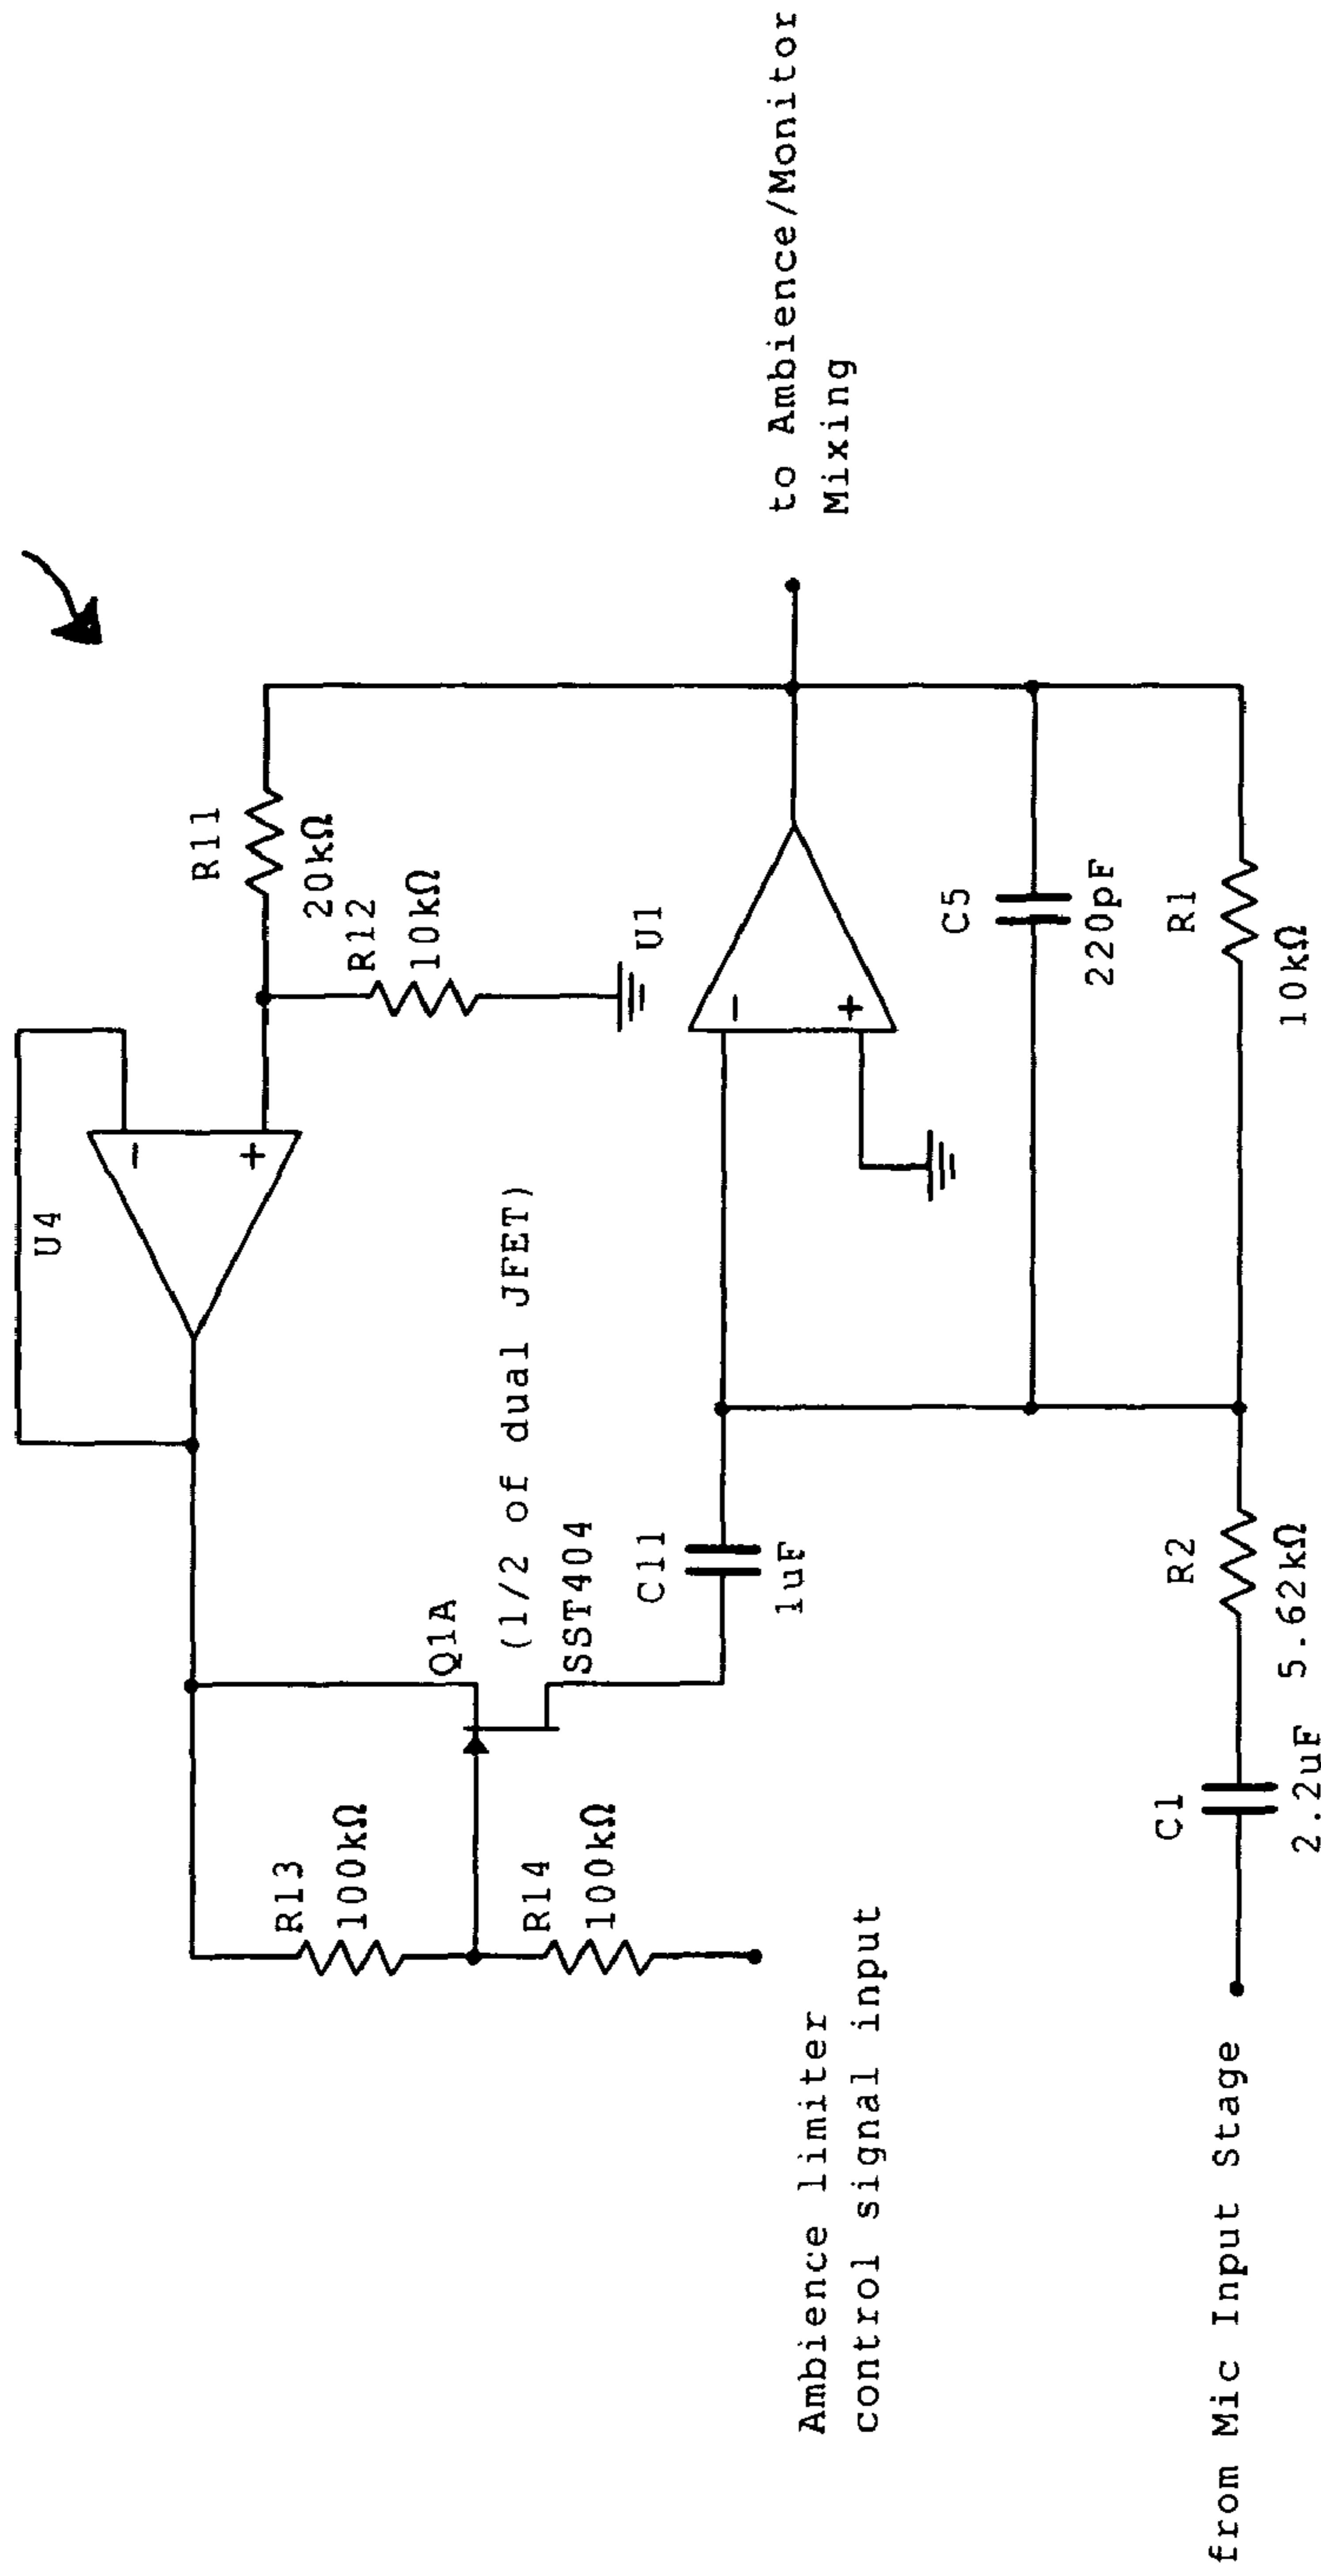 U4
R11
20kΩ
R12
10kΩ
U1
-
+
-
+
Q1A
(1/2 of dual JFET)
SST404
R13
100kΩ
R14
100kΩ
C11
1uF
C5
220pF
R1
10kΩ
R2
5.62kΩ
C1
2.2uF
to Ambience/Monitor
Mixing
Ambience limiter
control signal input
from Mic Input Stage